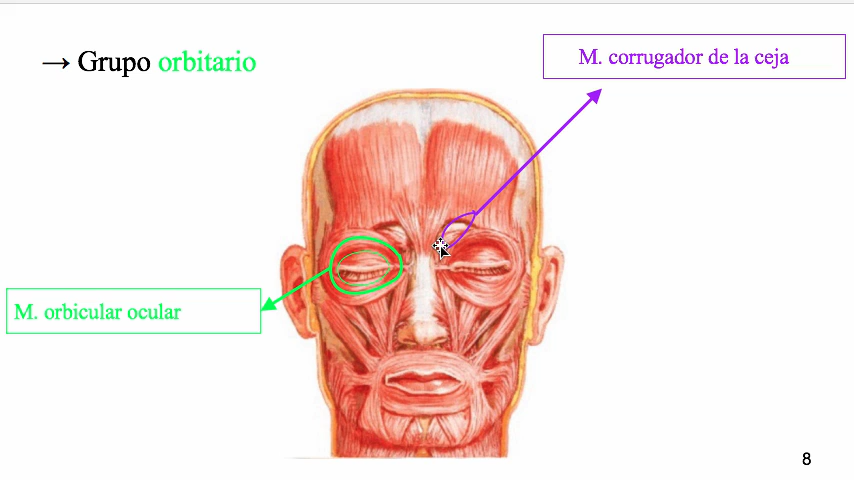 → Grupo orbitario
M. corrugador de la ceja
M. orbicular ocular
8